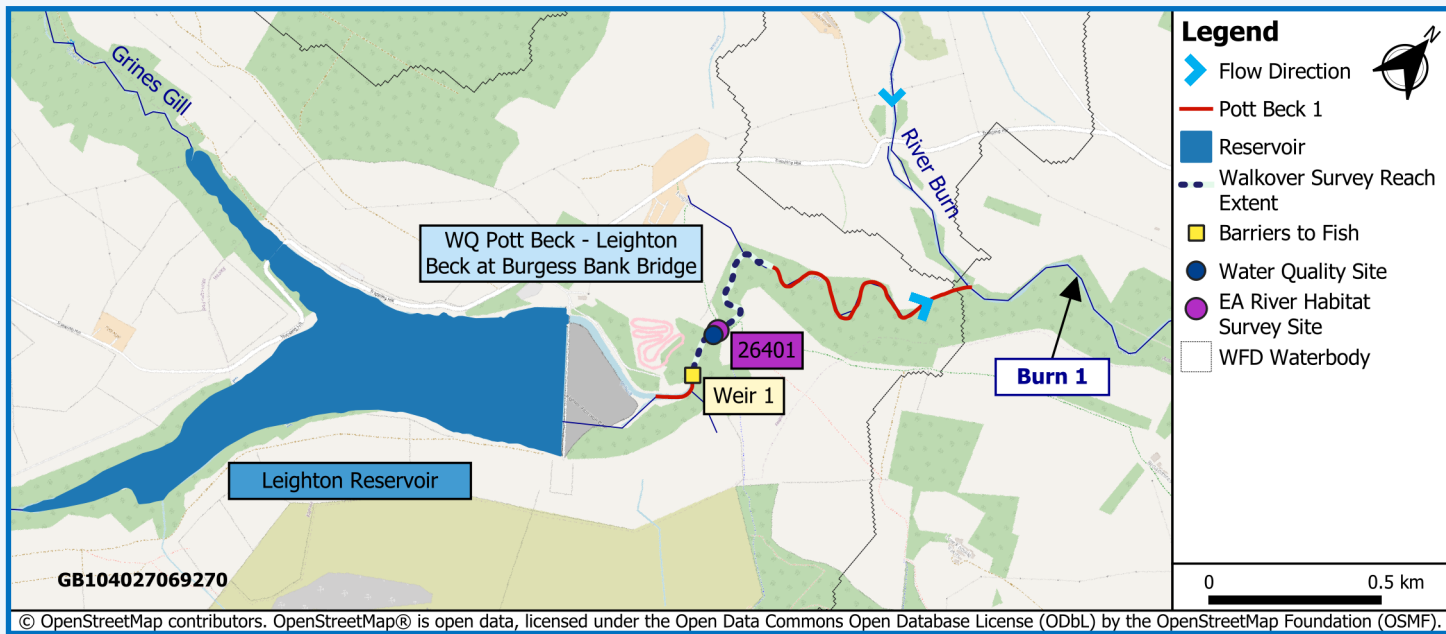 Grines Gill
River Burn
WQ Pott Beck - Leighton
Beck at Burgess Bank Bridge
26401
Weir 1
Burn 1
Leighton Reservoir
GB104027069270
Legend
N
Flow Direction
Pott Beck 1
Reservoir
Walkover Survey Reach
Extent
Barriers to Fish
Water Quality Site
EA River Habitat
Survey Site
WFD Waterbody
0 0.5 km
© OpenStreetMap contributors. OpenStreetMap® is open data, licensed under the Open Data Commons Open Database License (ODbL) by the OpenStreetMap Foundation (OSMF).